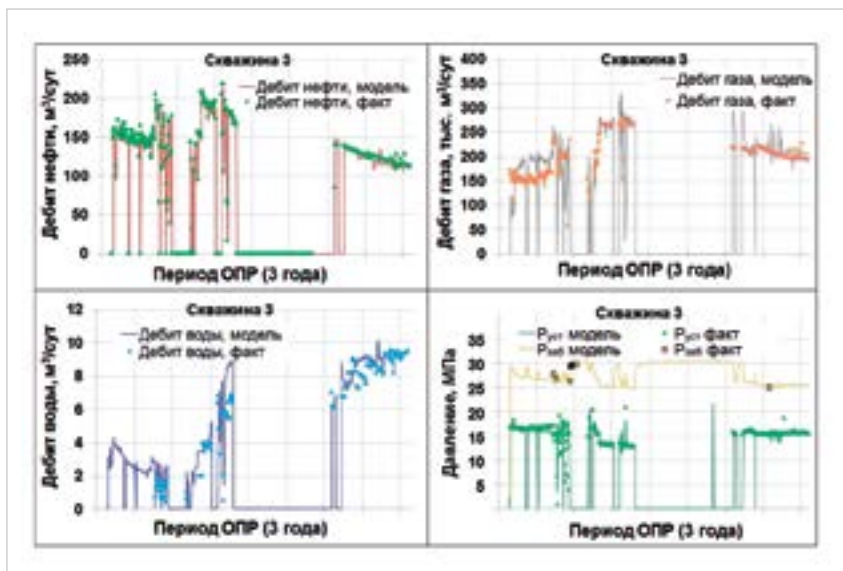 Скважина 3
Дебит нефти, модель
Дебит нефти, факт
Дебит нефти, м³/сут
250
200
150
100
50
0
Период ОПР (3 года)
Скважина 3
Дебит газа, модель
Дебит газа, факт
Дебит газа, тыс. м³/сут
400
350
300
250
200
150
100
50
0
Период ОПР (3 года)
Скважина 3
Дебит воды, модель
Дебит воды, факт
Дебит воды, м³/сут
12
10
8
6
4
2
0
Период ОПР (3 года)
Скважина 3
Pуст модель Pуст факт
Pзаб модель Pзаб факт
Давление, МПа
35
30
25
20
15
10
5
Период ОПР (3 года)